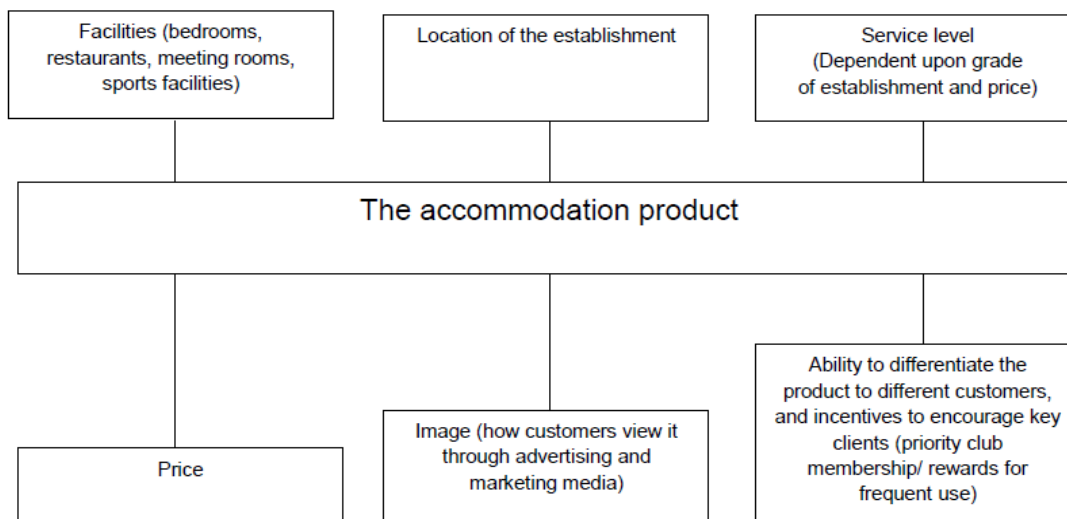 Facilities (bedrooms,
restaurants, meeting rooms,
sports facilities)
Location of the establishment
Service level
(Dependent upon grade
of establishment and price)
The accommodation product
Price
Image (how customers view it
through advertising and
marketing media)
Ability to differentiate the
product to different customers,
and incentives to encourage key
clients (priority club
membership/ rewards for
frequent use)